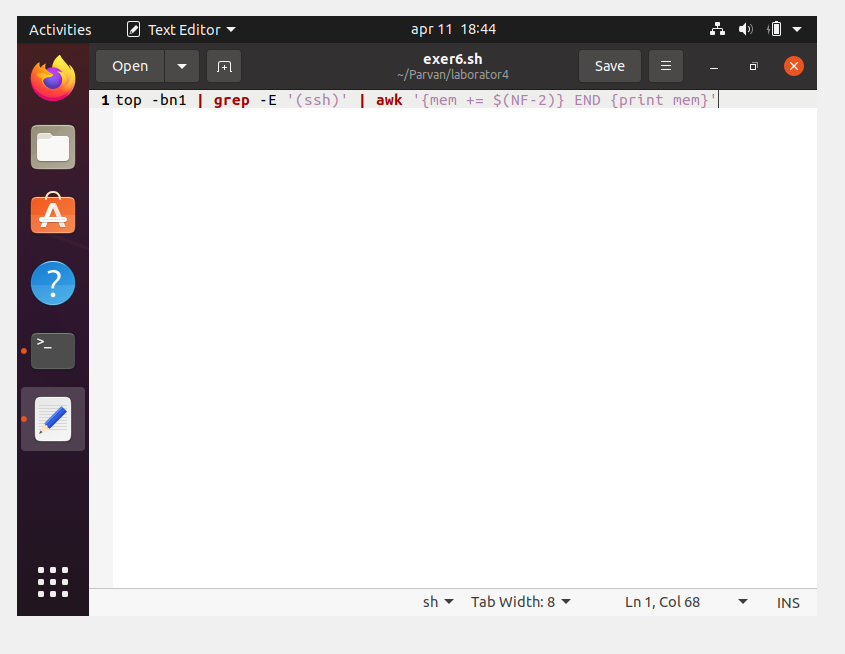 Activities Text Editor apr 11 18:44
Open exer6.sh Save
~/Parvan/laborator4
1 top -bn1 | grep -E '(ssh)' | awk '{mem += $(NF-2)} END {print mem}'
sh Tab Width: 8 Ln 1, Col 68 INS